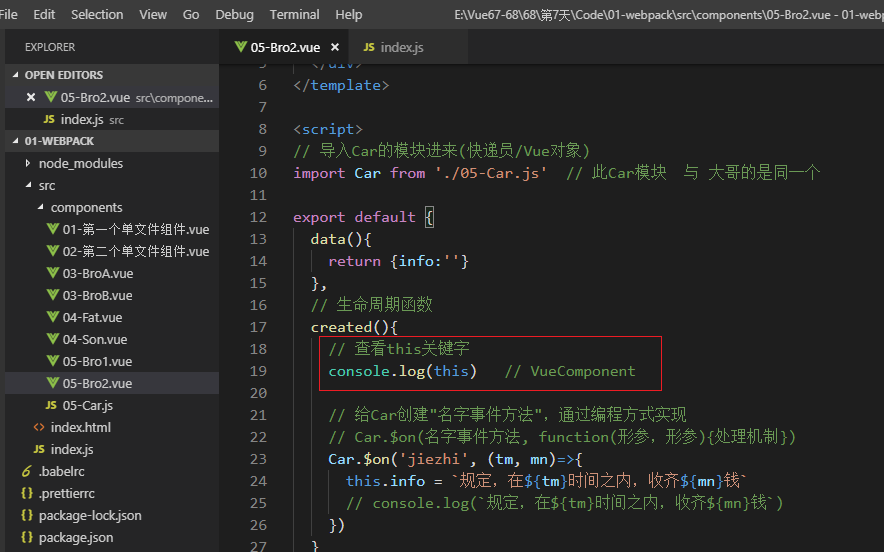 File Edit Selection View Go Debug Terminal Help E:\Vue67-68\68\第7天\Code\01-webpack\src\components\05-Bro2.vue - 01-webp
EXPLORER
OPEN EDITORS
05-Bro2.vue src\compone...
JS index.js src
01-WEBPACK
node_modules
src
components
01-第一个单文件组件.vue
02-第二个单文件组件.vue
03-BroA.vue
03-BroB.vue
04-Fat.vue
04-Son.vue
05-Bro1.vue
05-Bro2.vue
JS 05-Car.js
<> index.html
JS index.js
.babelrc
{} .prettierrc
{} package-lock.json
{} package.json
05-Bro2.vue × JS index.js
5 </div>
6 </template>
7
8 <script>
9 // 导入Car的模块进来(快递员/Vue对象)
10 import Car from './05-Car.js' // 此Car模块 与 大哥的是同一个
11
12 export default {
13 data(){
14 return {info:''}
15 },
16 // 生命周期函数
17 created(){
18 // 查看this关键字
19 console.log(this) // VueComponent
20
21 // 给Car创建"名字事件方法", 通过编程方式实现
22 // Car.$on(名字事件方法, function(形参, 形参){处理机制})
23 Car.$on('jiezhi', (tm, mn)=>{
24 this.info = `规定, 在${tm}时间之内, 收齐${mn}钱`
25 // console.log(`规定, 在${tm}时间之内, 收齐${mn}钱`)
26 })
27 }